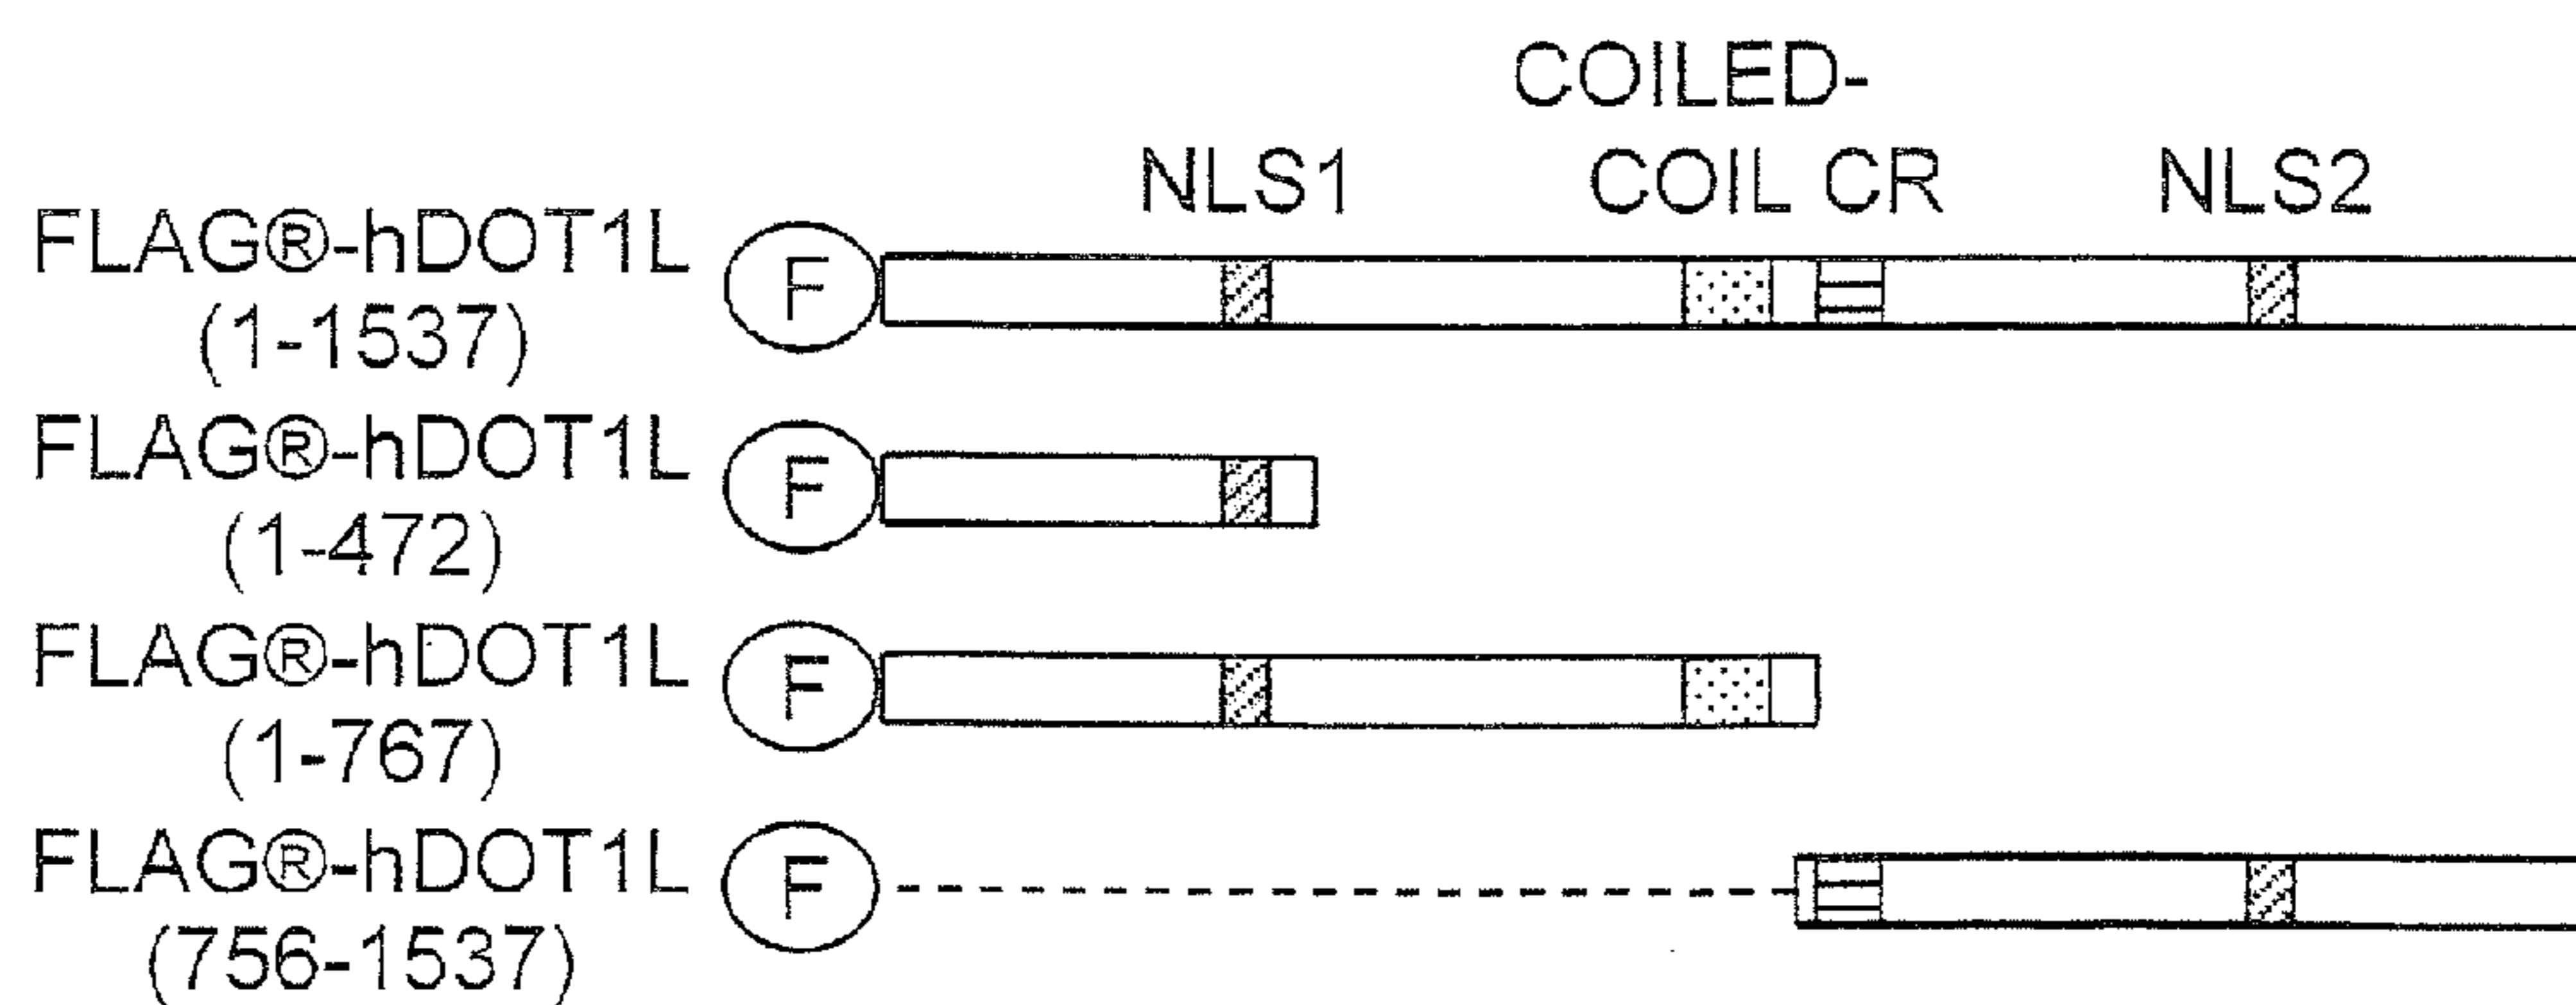 COILED-
NLS1 COIL CR NLS2
FLAG®-hDOT1L F
(1-1537)
FLAG®-hDOT1L F
(1-472)
FLAG®-hDOT1L F
(1-767)
FLAG®-hDOT1L F
(756-1537)